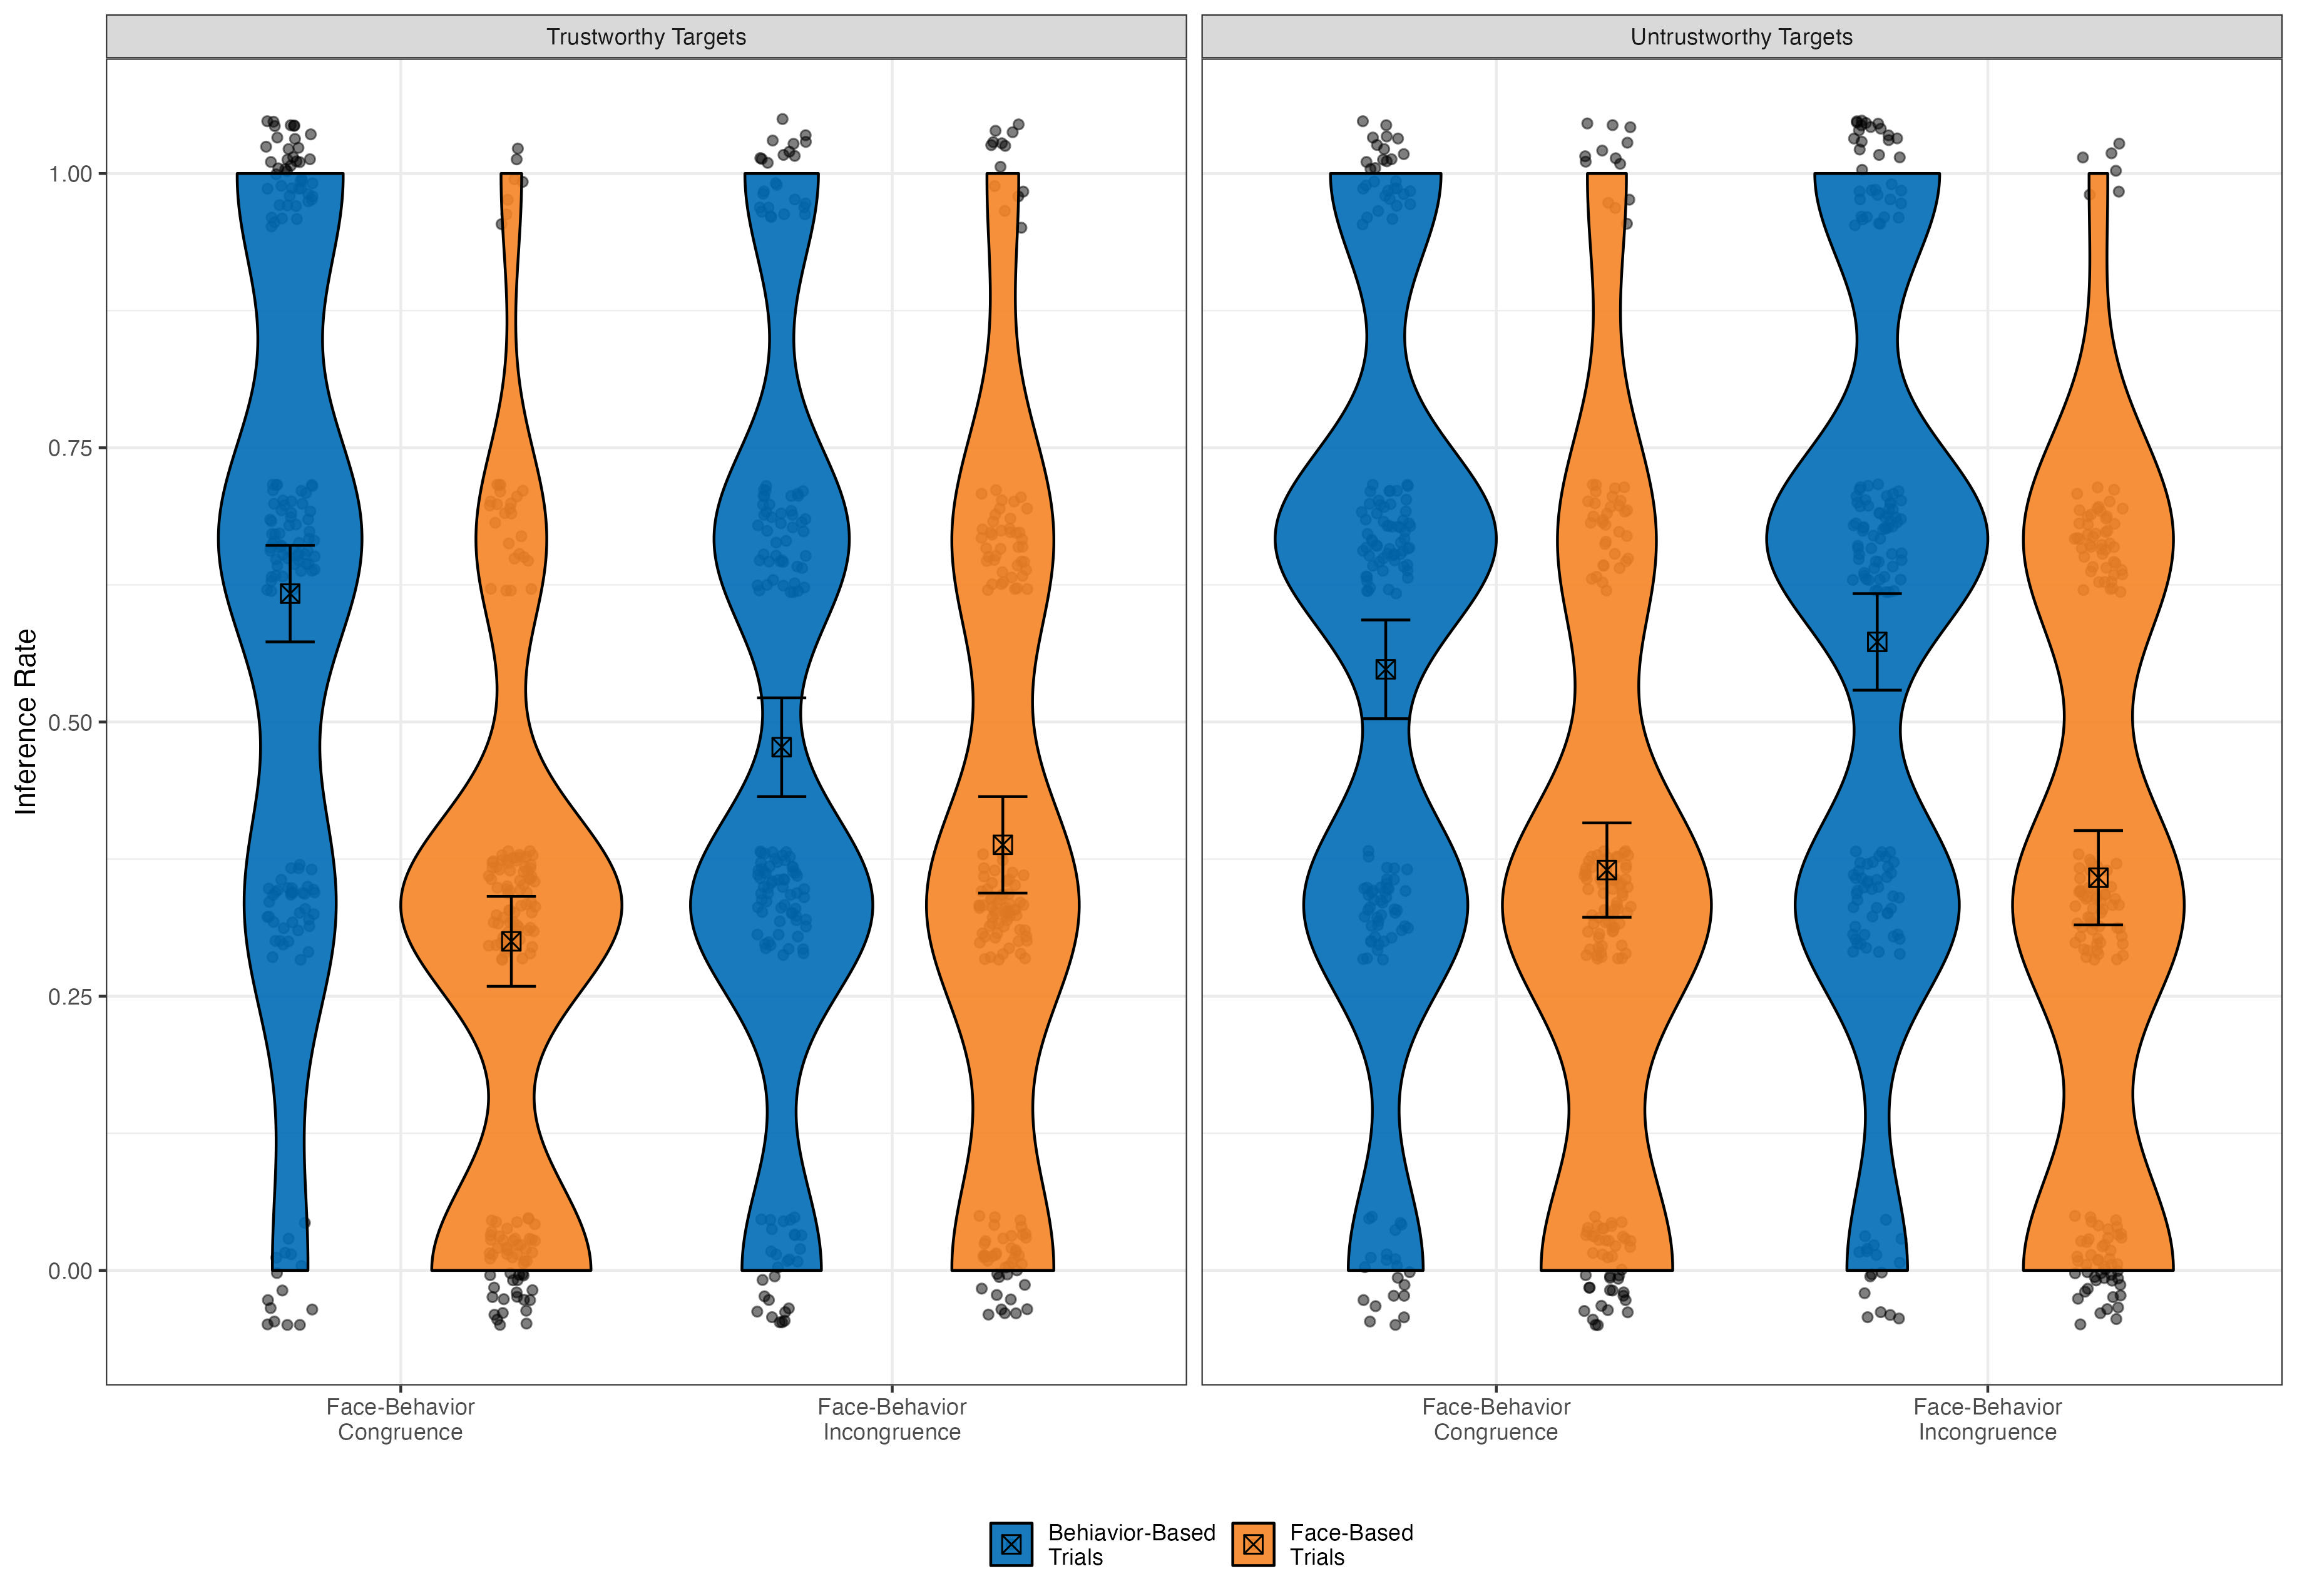 Trustworthy Targets
Untrustworthy Targets
Inference Rate
1.00
0.75
0.50
0.25
0.00
Face-Behavior
Congruence
Face-Behavior
Incongruence
Face-Behavior
Congruence
Face-Behavior
Incongruence
Behiavior-Based
Trials
Face-Based
Trials